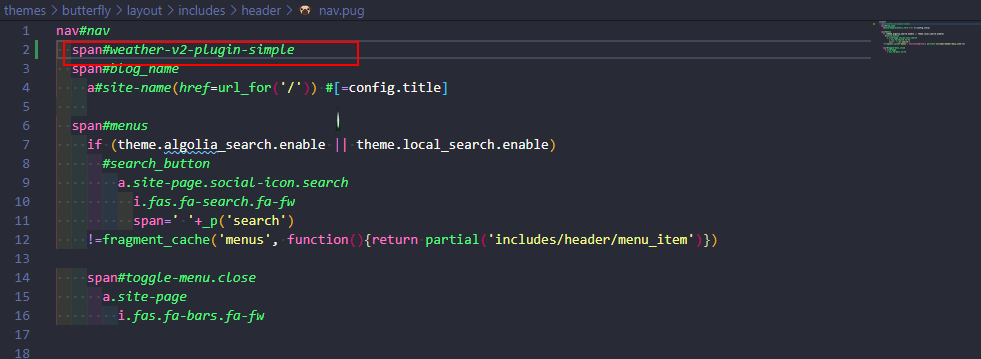 themes > butterfly > layout > includes > header > nav.pug
1 nav#nav
2 span#weather-v2-plugin-simple
3 span#blog_name
4 a#site-name(href=url_for('/')) #[=config.title]
5
6 span#menus
7 if (theme.algolia_search.enable || theme.local_search.enable)
8 #search_button
9 a.site-page.social-icon.search
10 i.fas.fa-search.fa-fw
11 span=' '+_p('search')
12 !=fragment_cache('menus', function(){return partial('includes/header/menu_item')})
13
14 span#toggle-menu.close
15 a.site-page
16 i.fas.fa-bars.fa-fw
17
18